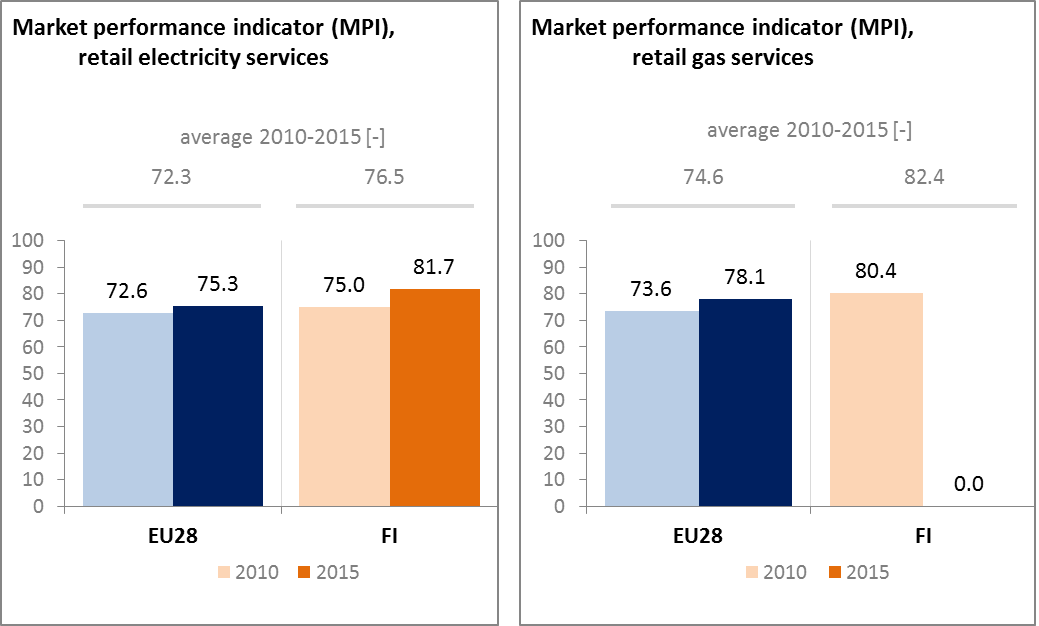 Market performance indicator (MPI),
retail electricity services
average 2010-2015 [-]
72.3 76.5
100
90
80
70
60
50
40
30
20
10
0
72.6 75.3 75.0 81.7
EU28 FI
2010 2015
Market performance indicator (MPI),
retail gas services
average 2010-2015 [-]
74.6 82.4
100
90
80
70
60
50
40
30
20
10
0
73.6 78.1 80.4 0.0
EU28 FI
2010 2015